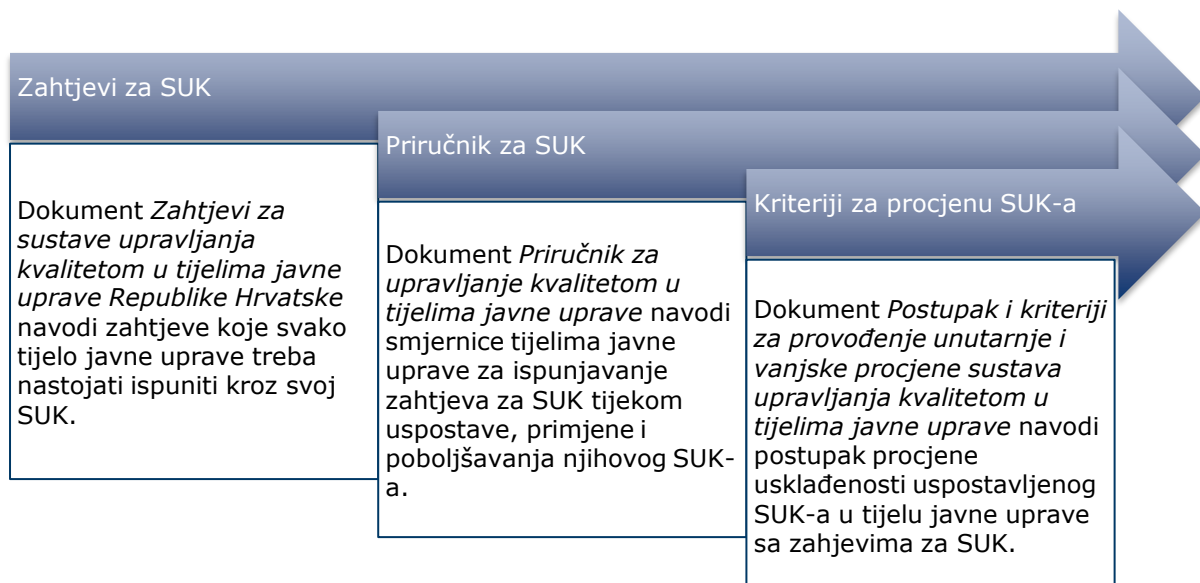 Zahtjevi za SUK
Dokument Zahtjevi za
sustave upravljanja
kvalitetom u tijelima javne
uprave Republike Hrvatske
navodi zahtjeve koje svako
tijelo javne uprave treba
nastojati ispuniti kroz svoj
SUK.
Priručnik za SUK
Dokument Priručnik za
upravljanje kvalitetom u
tijelima javne uprave navodi
smjernice tijelima javne
uprave za ispunjavanje
zahtjeva za SUK tijekom
uspostave, primjene i
poboljšavanja njihovog SUK-
a.
Kriteriji za procjenu SUK-a
Dokument Postupak i kriteriji
za provođenje unutarnje i
vanjske procjene sustava
upravljanja kvalitetom u
tijelima javne uprave navodi
postupak procjene
usklađenosti uspostavljenog
SUK-a u tijelu javne uprave
sa zahjevima za SUK.